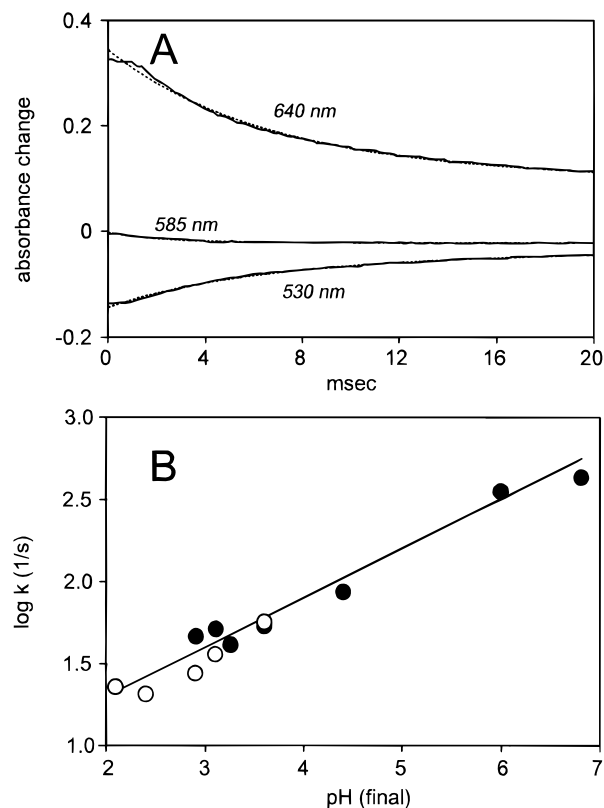 A
0.4
0.2
0
-0.2
absorbance change
640 nm
585 nm
530 nm
0 4 8 12 16 20
msec
B
3.0
2.5
2.0
1.5
1.0
log k (1/s)
2 3 4 5 6 7
pH (final)